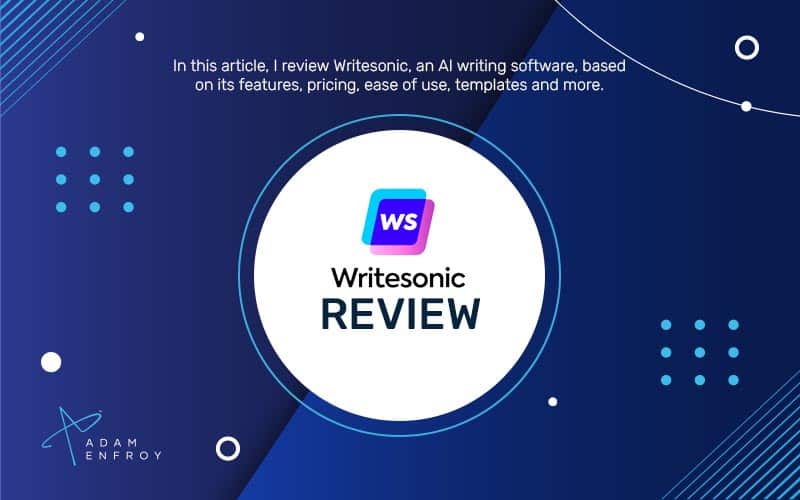 In this article, I review Writesonic, an AI writing software, based
on its features, pricing, ease of use, templates and more.
WS
Writesonic
REVIEW
ADAM
ENFROY